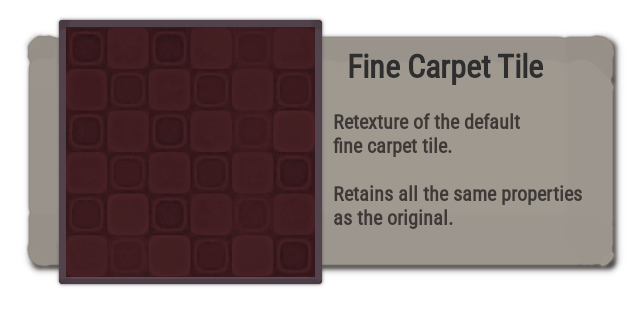 Fine Carpet Tile
Retexture of the default
fine carpet tile.
Retains all the same properties
as the original.